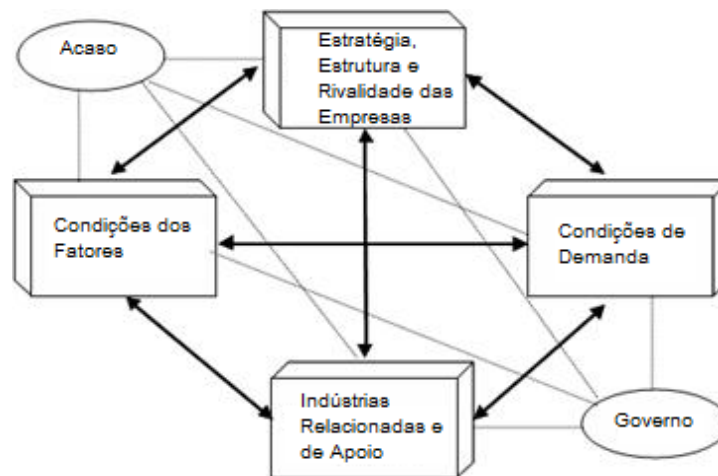 Acaso
Estratégia,
Estrutura e
Rivalidade das
Empresas
Condições dos
Fatores
Condições de
Demanda
Indústrias
Relacionadas e
de Apoio
Governo